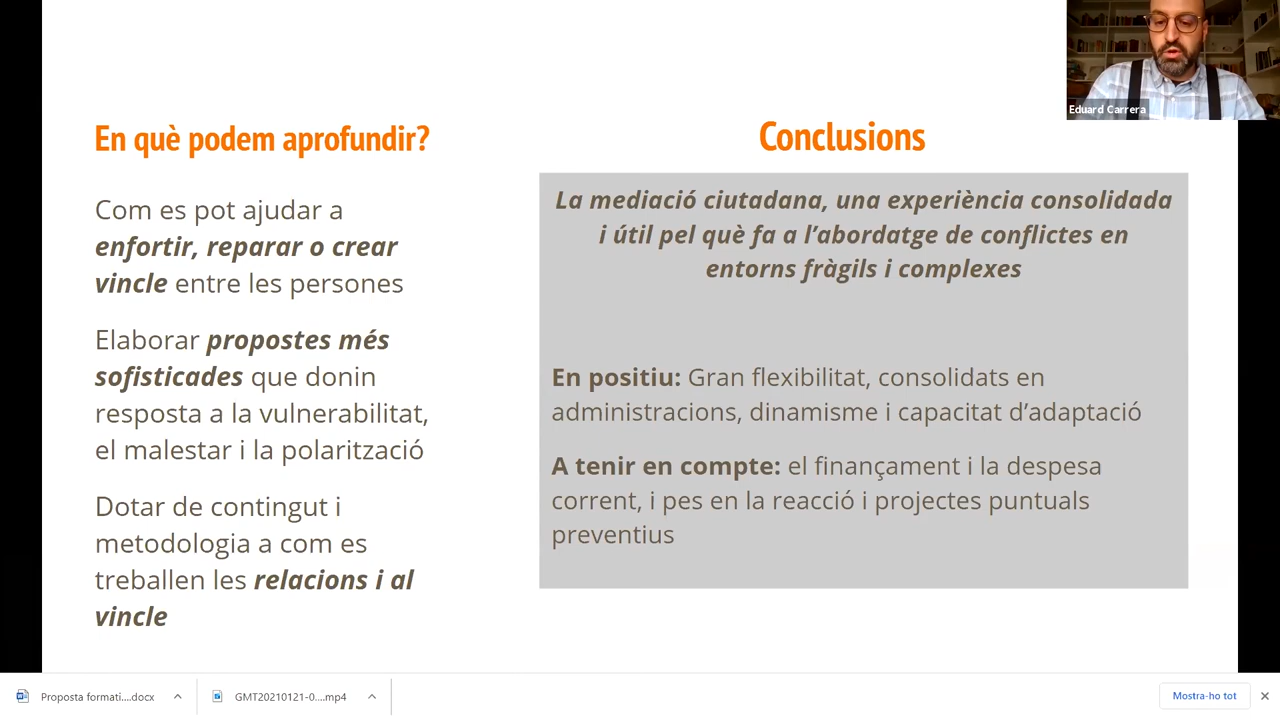 Eduard Carrera
En què podem aprofundir?
Com es pot ajudar a
enfortir, reparar o crear
vincle entre les persones
Elaborar propostes més
sofisticades que donin
resposta a la vulnerabilitat,
el malestar i la polarització
Dotar de contingut i
metodologia a com es
treballen les relacions i al
vincle
Conclusions
La mediació ciutadana, una experiència consolidada
i útil pel què fa a l’abordatge de conflictes en
entorns fràgils i complexes
En positiu: Gran flexibilitat, consolidats en
administracions, dinamisme i capacitat d’adaptació
A tenir en compte: el finançament i la despesa
corrent, i pes en la reacció i projectes puntuals
preventius
Proposta formati....docx
GMT20210121-0....mp4
Mostra-ho tot